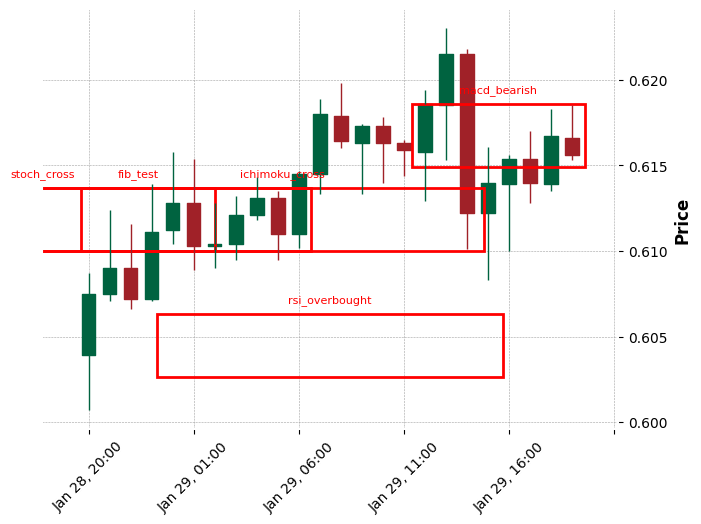 0.620
macd_bearish
stoch_cross
fib_test
ichimoku_cross
0.615
Price
0.610
rsi_overbought
0.605
0.600
Jan 28, 20:00
Jan 29, 01:00
Jan 29, 06:00
Jan 29, 11:00
Jan 29, 16:00